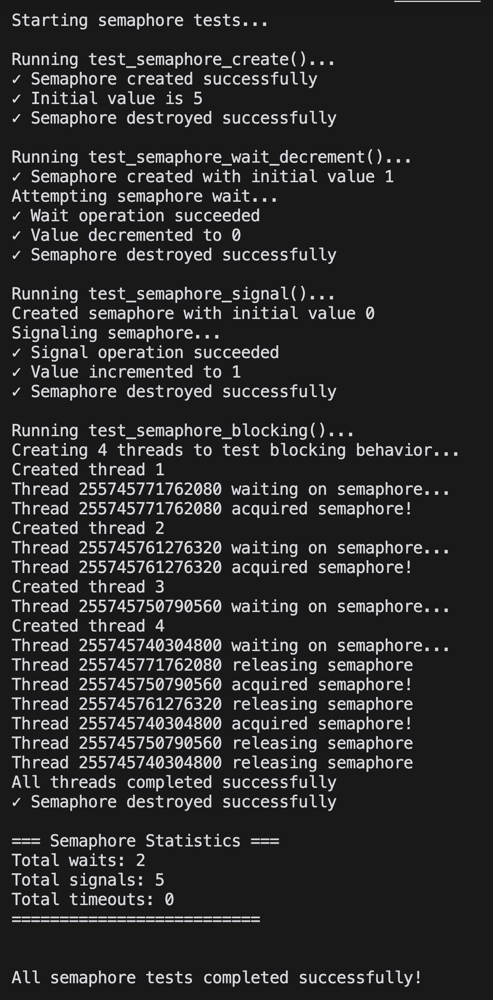 Starting semaphore tests...
Running test_semaphore_create()...
✓ Semaphore created successfully
✓ Initial value is 5
✓ Semaphore destroyed successfully
Running test_semaphore_wait_decrement()...
✓ Semaphore created with initial value 1
Attempting semaphore wait...
✓ Wait operation succeeded
✓ Value decremented to 0
✓ Semaphore destroyed successfully
Running test_semaphore_signal()...
Created semaphore with initial value 0
Signaling semaphore...
✓ Signal operation succeeded
✓ Value incremented to 1
✓ Semaphore destroyed successfully
Running test_semaphore_blocking()...
Creating 4 threads to test blocking behavior...
Created thread 1
Thread 255745771762080 waiting on semaphore...
Thread 255745771762080 acquired semaphore!
Created thread 2
Thread 255745761276320 waiting on semaphore...
Thread 255745761276320 acquired semaphore!
Created thread 3
Thread 255745750790560 waiting on semaphore...
Created thread 4
Thread 255745740304800 waiting on semaphore...
Thread 255745771762080 releasing semaphore
Thread 255745750790560 acquired semaphore!
Thread 255745761276320 releasing semaphore
Thread 255745740304800 acquired semaphore!
Thread 255745750790560 releasing semaphore
Thread 255745740304800 releasing semaphore
All threads completed successfully
✓ Semaphore destroyed successfully
=== Semaphore Statistics ===
Total waits: 2
Total signals: 5
Total timeouts: 0
==========================
All semaphore tests completed successfully!